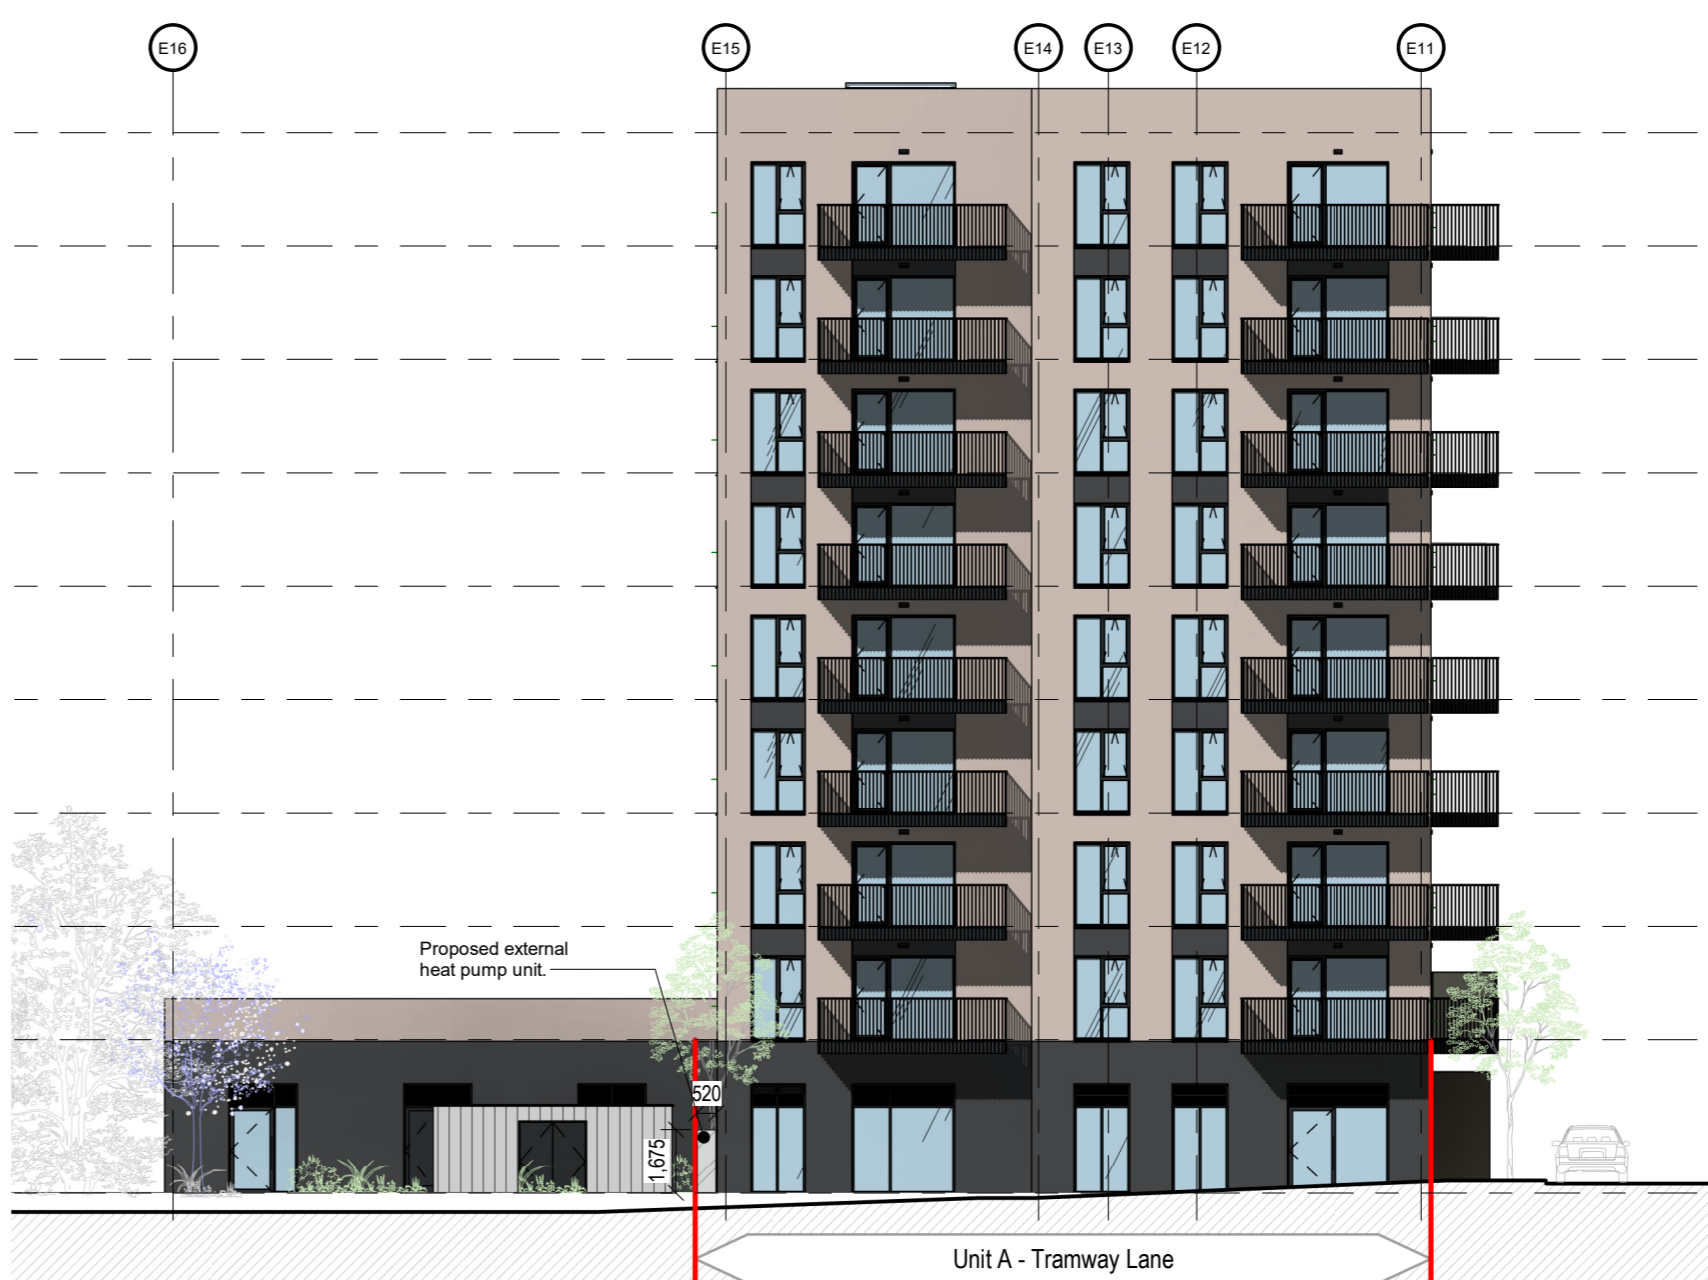 E16
E15
E14
E13
E12
E11
Proposed external
heat pump unit.
520
1,675
Unit A - Tramway Lane